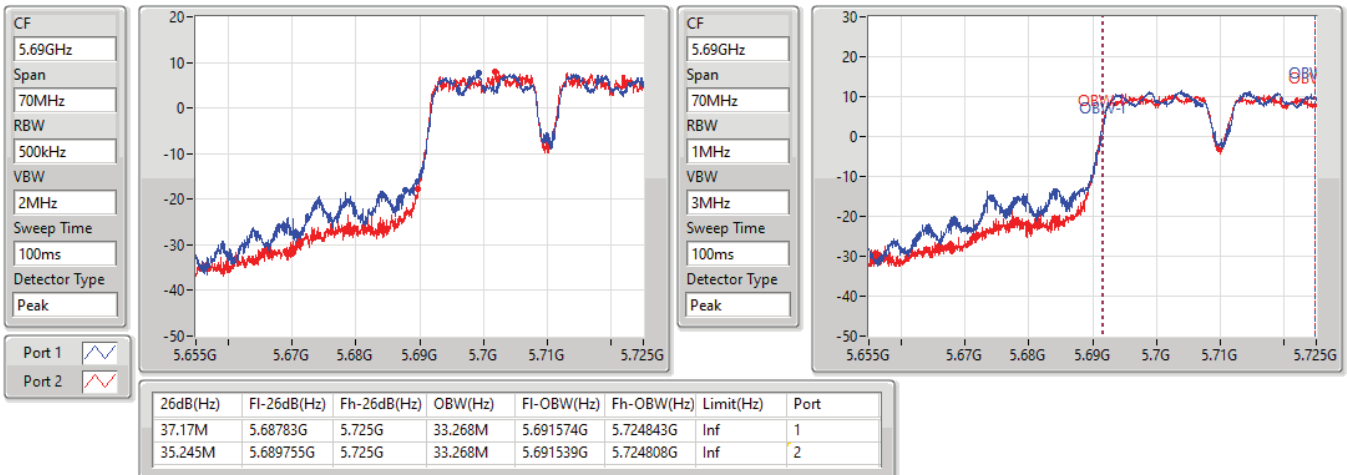 CF
5.69GHz
Span
70MHz
RBW
500kHz
VBW
2MHz
Sweep Time
100ms
Detector Type
Peak
Port 1
Port 2
20
10
0
-10
-20
-30
-40
-50
5.655G 5.67G 5.68G 5.69G 5.7G 5.71G 5.725G
CF
5.69GHz
Span
70MHz
RBW
1MHz
VBW
3MHz
Sweep Time
100ms
Detector Type
Peak
30
20
10
0
-10
-20
-30
-40
-50
5.655G 5.67G 5.68G 5.69G 5.7G 5.71G 5.725G
26dB(Hz) Fl-26dB(Hz) Fh-26dB(Hz) OBW(Hz) Fl-OBW(Hz) Fh-OBW(Hz) Limit(Hz) Port
37.17M 5.68783G 5.725G 33.268M 5.691574G 5.724843G Inf 1
35.245M 5.689755G 5.725G 33.268M 5.691539G 5.724808G Inf 2